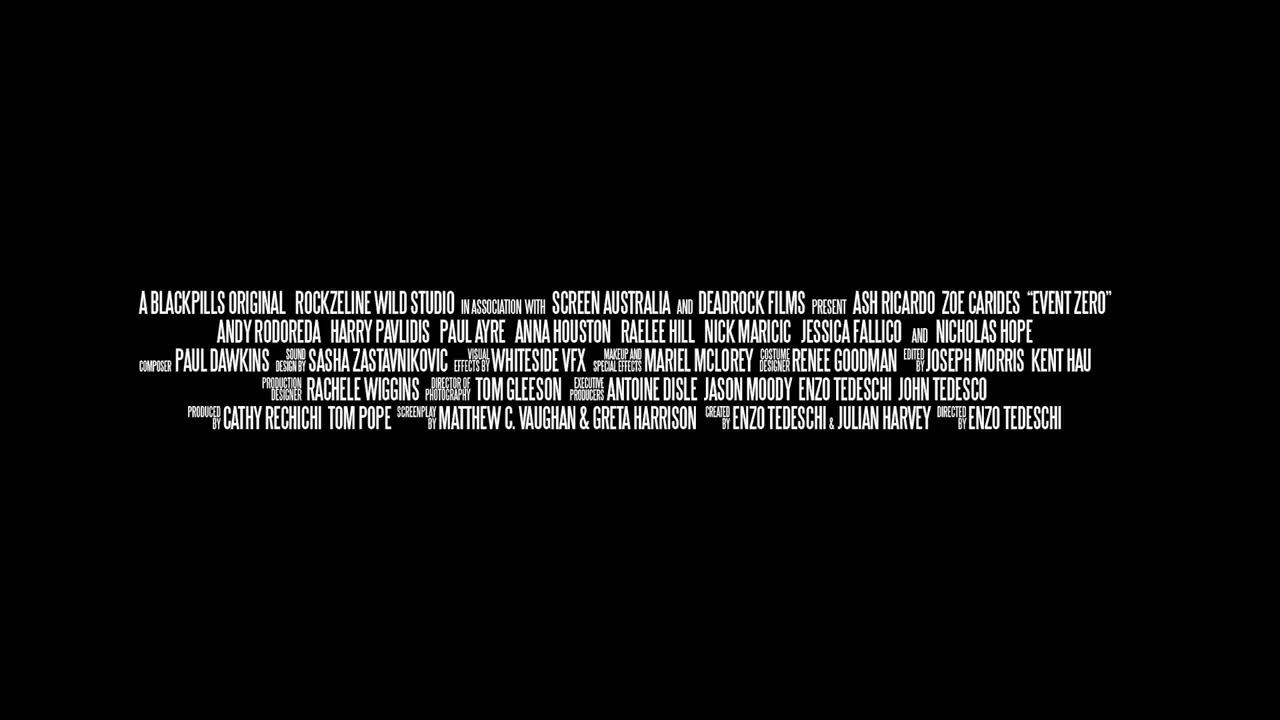 A BLACKPILLS ORIGINAL ROCKZELINE WILD STUDIO IN ASSOCIATION WITH SCREEN AUSTRALIA AND DEADROCK FILMS PRESENT ASH RICARDO ZOE CARIDES “EVENT ZERO”
ANDY RODOREDA HARRY PAVLIDIS PAUL AYRE ANNA HOUSTON RAELEE HILL NICK MARICIC JESSICA FALLICO AND NICHOLAS HOPE
COMPOSER PAUL DAWKINS SOUND DESIGN BY SASHA ZASTAVNIKOVIC VISUAL EFFECTS BY WHITESIDE VFX MAKEUP AND SPECIAL EFFECTS MARIEL MCLOREY COSTUME DESIGNER RENEE GOODMAN EDITED BY JOSEPH MORRIS KENT HAU
PRODUCTION DESIGNER RACHELE WIGGINS DIRECTOR OF PHOTOGRAPHY TOM GLEESON EXECUTIVE PRODUCERS ANTOINE DISLE JASON MOODY ENZO TEDESCHI JOHN TEDESCO
PRODUCED BY CATHY RECHICHI TOM POPE SCREENPLAY BY MATTHEW C. VAUGHAN & GRETA HARRISON CREATED BY ENZO TEDESCHI & JULIAN HARVEY DIRECTED BY ENZO TEDESCHI